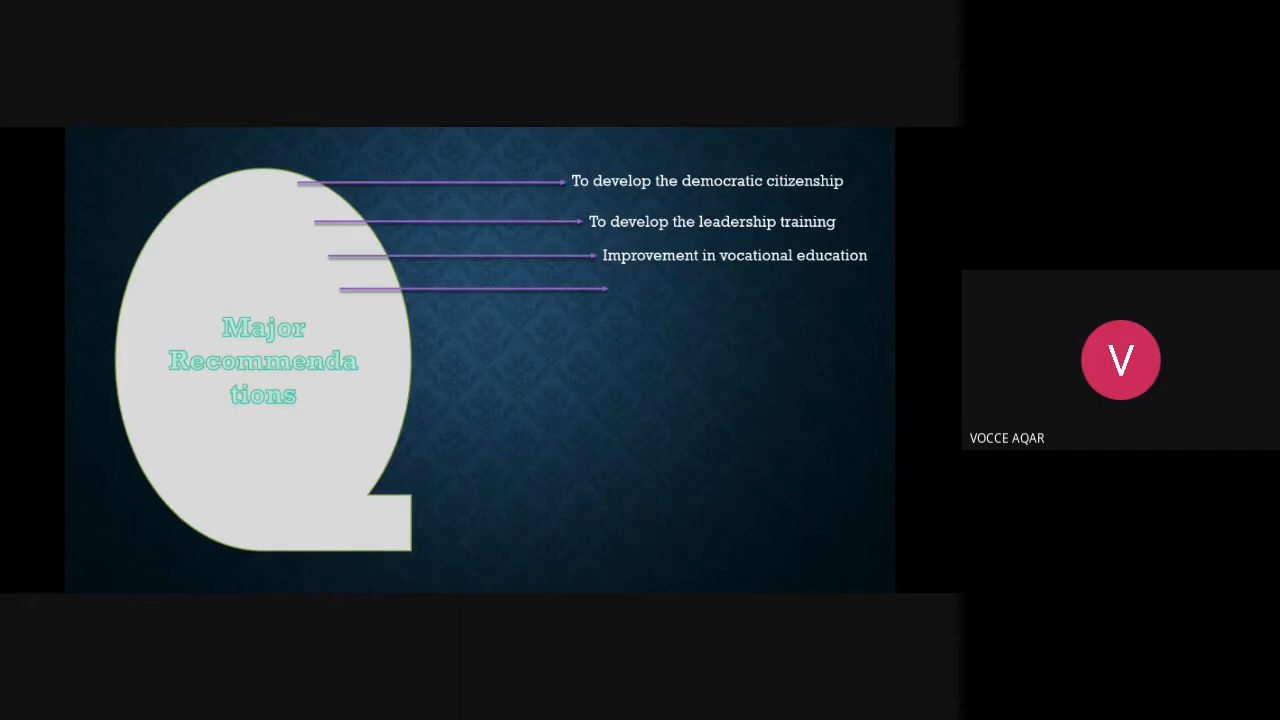 To develop the democratic citizenship
To develop the leadership training
Improvement in vocational education
Major
Recommenda
tions
V
VOCCE AQAR